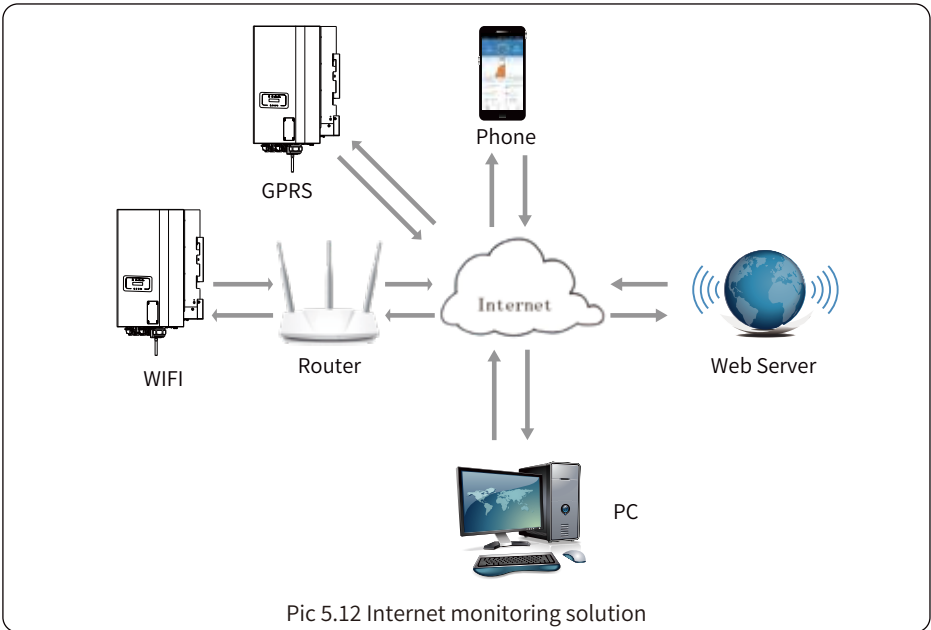 Phone
GPRS
Internet
WIFI
Router
Web Server
PC
Pic 5.12 Internet monitoring solution